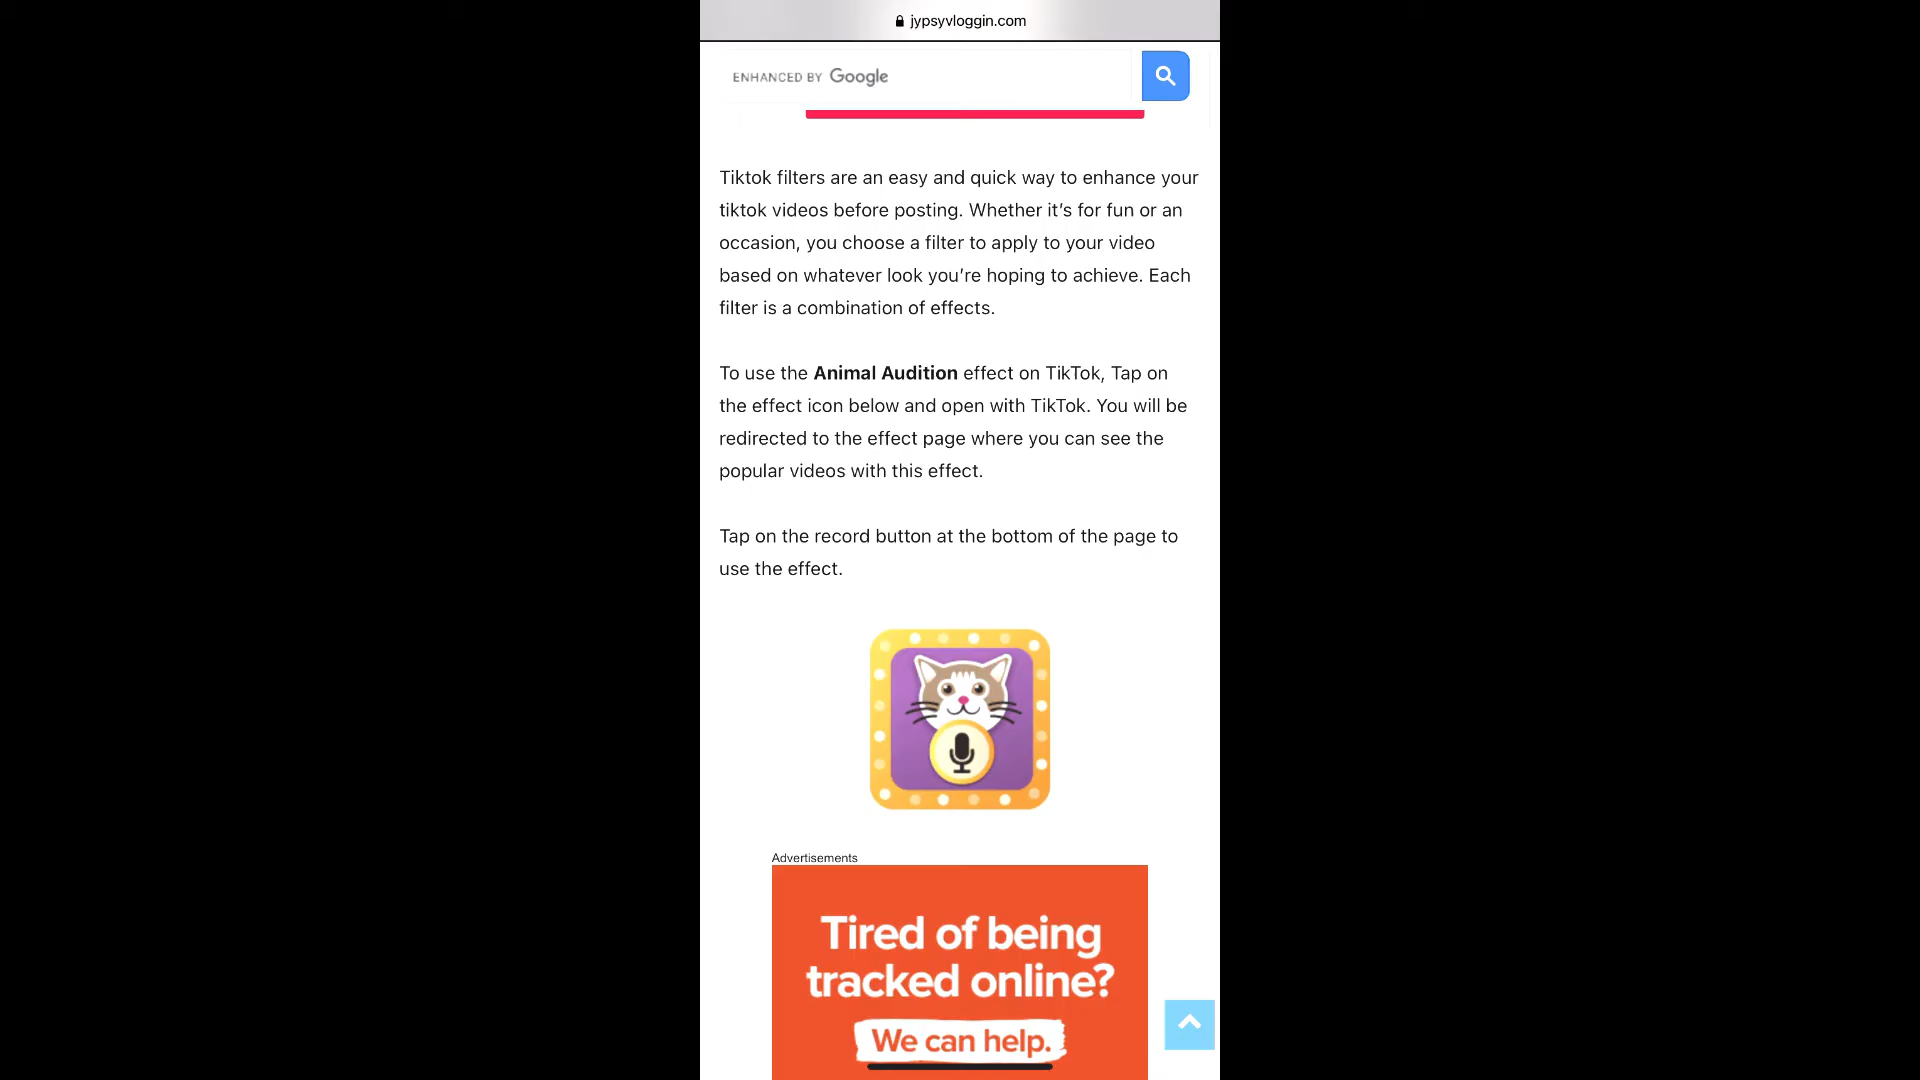 jypsyvloggin.com
ENHANCED BY Google
Tiktok filters are an easy and quick way to enhance your
tiktok videos before posting. Whether it’s for fun or an
occasion, you choose a filter to apply to your video
based on whatever look you’re hoping to achieve. Each
filter is a combination of effects.
To use the Animal Audition effect on TikTok, Tap on
the effect icon below and open with TikTok. You will be
redirected to the effect page where you can see the
popular videos with this effect.
Tap on the record button at the bottom of the page to
use the effect.
Advertisements
Tired of being
tracked online?
We can help.